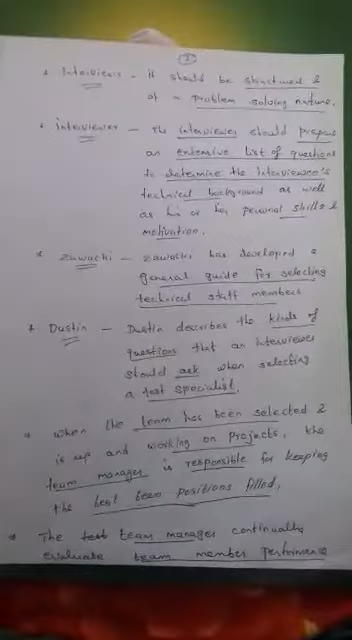 2
* Interviews - it should be structured &
of a problem solving nature.
* interviewer - The interviewer should prepare
an extensive list of questions
to determine the Interviewee's
technical background as well
as his or her personal skills &
motivation.
* Zawacki - Zawacki has developed a
general guide for selecting
technical staff members
* Dustin - Dustin describes the kinds of
questions that an interviewer
should ask when selecting
a test specialist.
* when the team has been selected &
is up and working on projects, the
team manager is responsible for keeping
the test team positions filled.
* The test team manager continually
evaluate team member performance